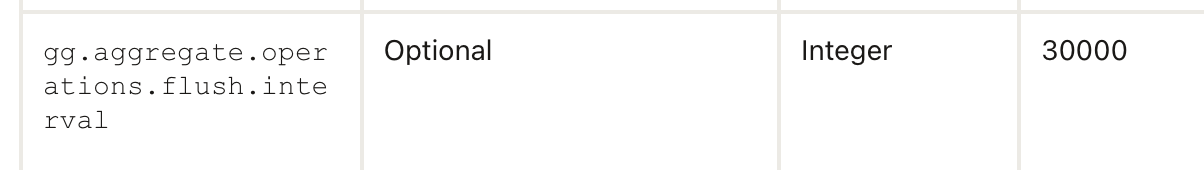 gg.aggregate.oper
ations.flush.inte
rval
Optional
Integer
30000